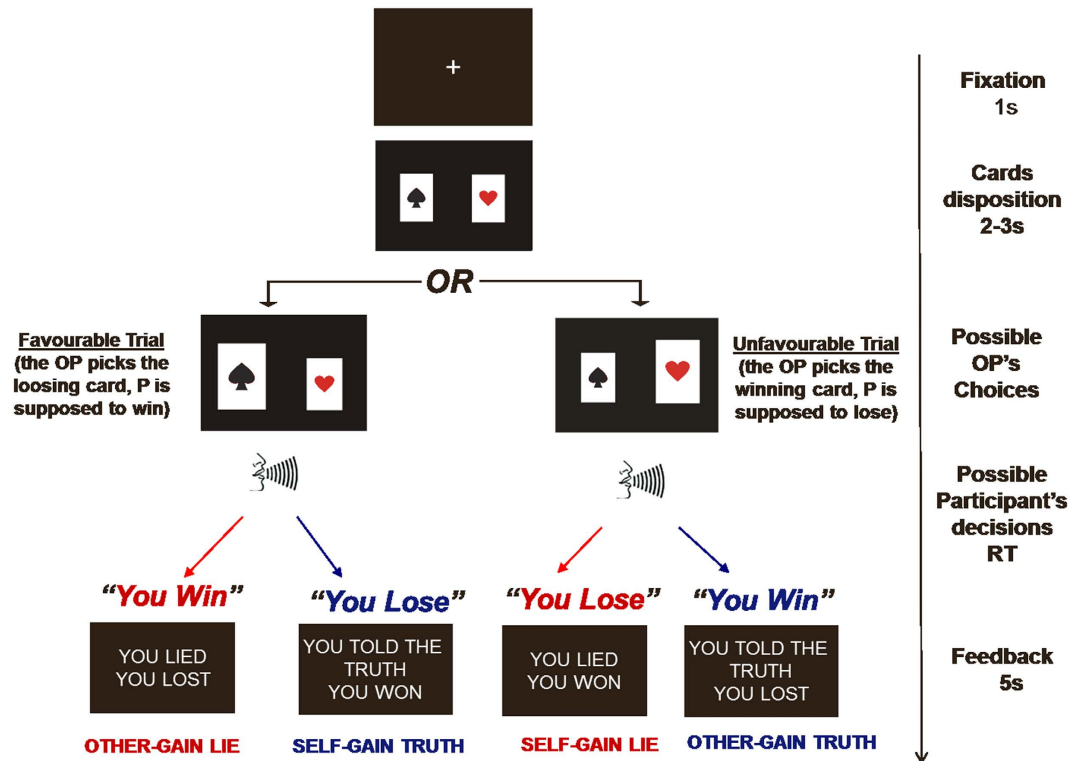 +
Fixation
1s
Cards
disposition
2-3s
OR
Favourable Trial
(the OP picks the
loosing card, P is
supposed to win)
Unfavourable Trial
(the OP picks the
winning card, P is
supposed to lose)
Possible
OP's
Choices
Possible
Participant's
decisions
RT
“You Win”
“You Lose”
“You Lose”
“You Win”
YOU LIED
YOU LOST
YOU TOLD THE
TRUTH
YOU WON
YOU LIED
YOU WON
YOU TOLD THE
TRUTH
YOU LOST
Feedback
5s
OTHER-GAIN LIE
SELF-GAIN TRUTH
SELF-GAIN LIE
OTHER-GAIN TRUTH